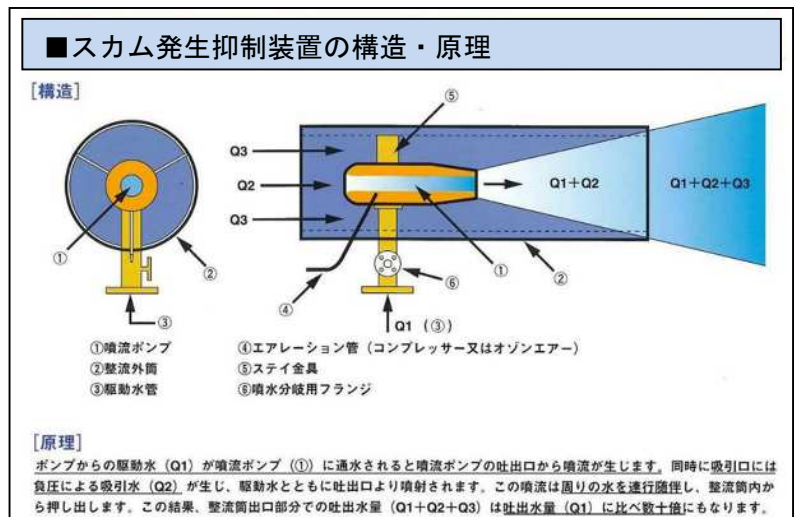 ■スカム発生抑制装置の構造・原理
[構造]
⑤
Q3
Q2
Q3
Q1+Q2
Q1+Q2+Q3
①
②
③
④
Q1 (③)
⑥
①
②
①噴流ポンプ
②整流外筒
③駆動水管
④エアレーション管（コンプレッサー又はオゾンエアー）
⑤ステイ金具
⑥噴水分岐用フランジ
[原理]
ポンプからの駆動水（Q1）が噴流ポンプ（①）に通水されると噴流ポンプの吐出口から噴流が生じます。同時に吸引口には
負圧による吸引水（Q2）が生じ、駆動水とともに吐出口より噴射されます。この噴流は周りの水を連行随伴し、整流筒内か
ら押し出します。この結果、整流筒出口部分での吐出水量（Q1+Q2+Q3）は吐出水量（Q1）に比べ数十倍にもなります。